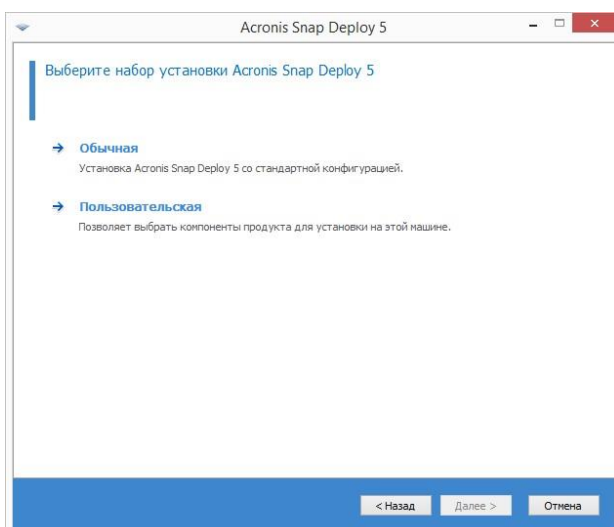 Acronis Snap Deploy 5
Выберите набор установки Acronis Snap Deploy 5
Обычная
Установка Acronis Snap Deploy 5 со стандартной конфигурацией.
Пользовательская
Позволяет выбрать компоненты продукта для установки на этой машине.
< Назад
Далее >
Отмена